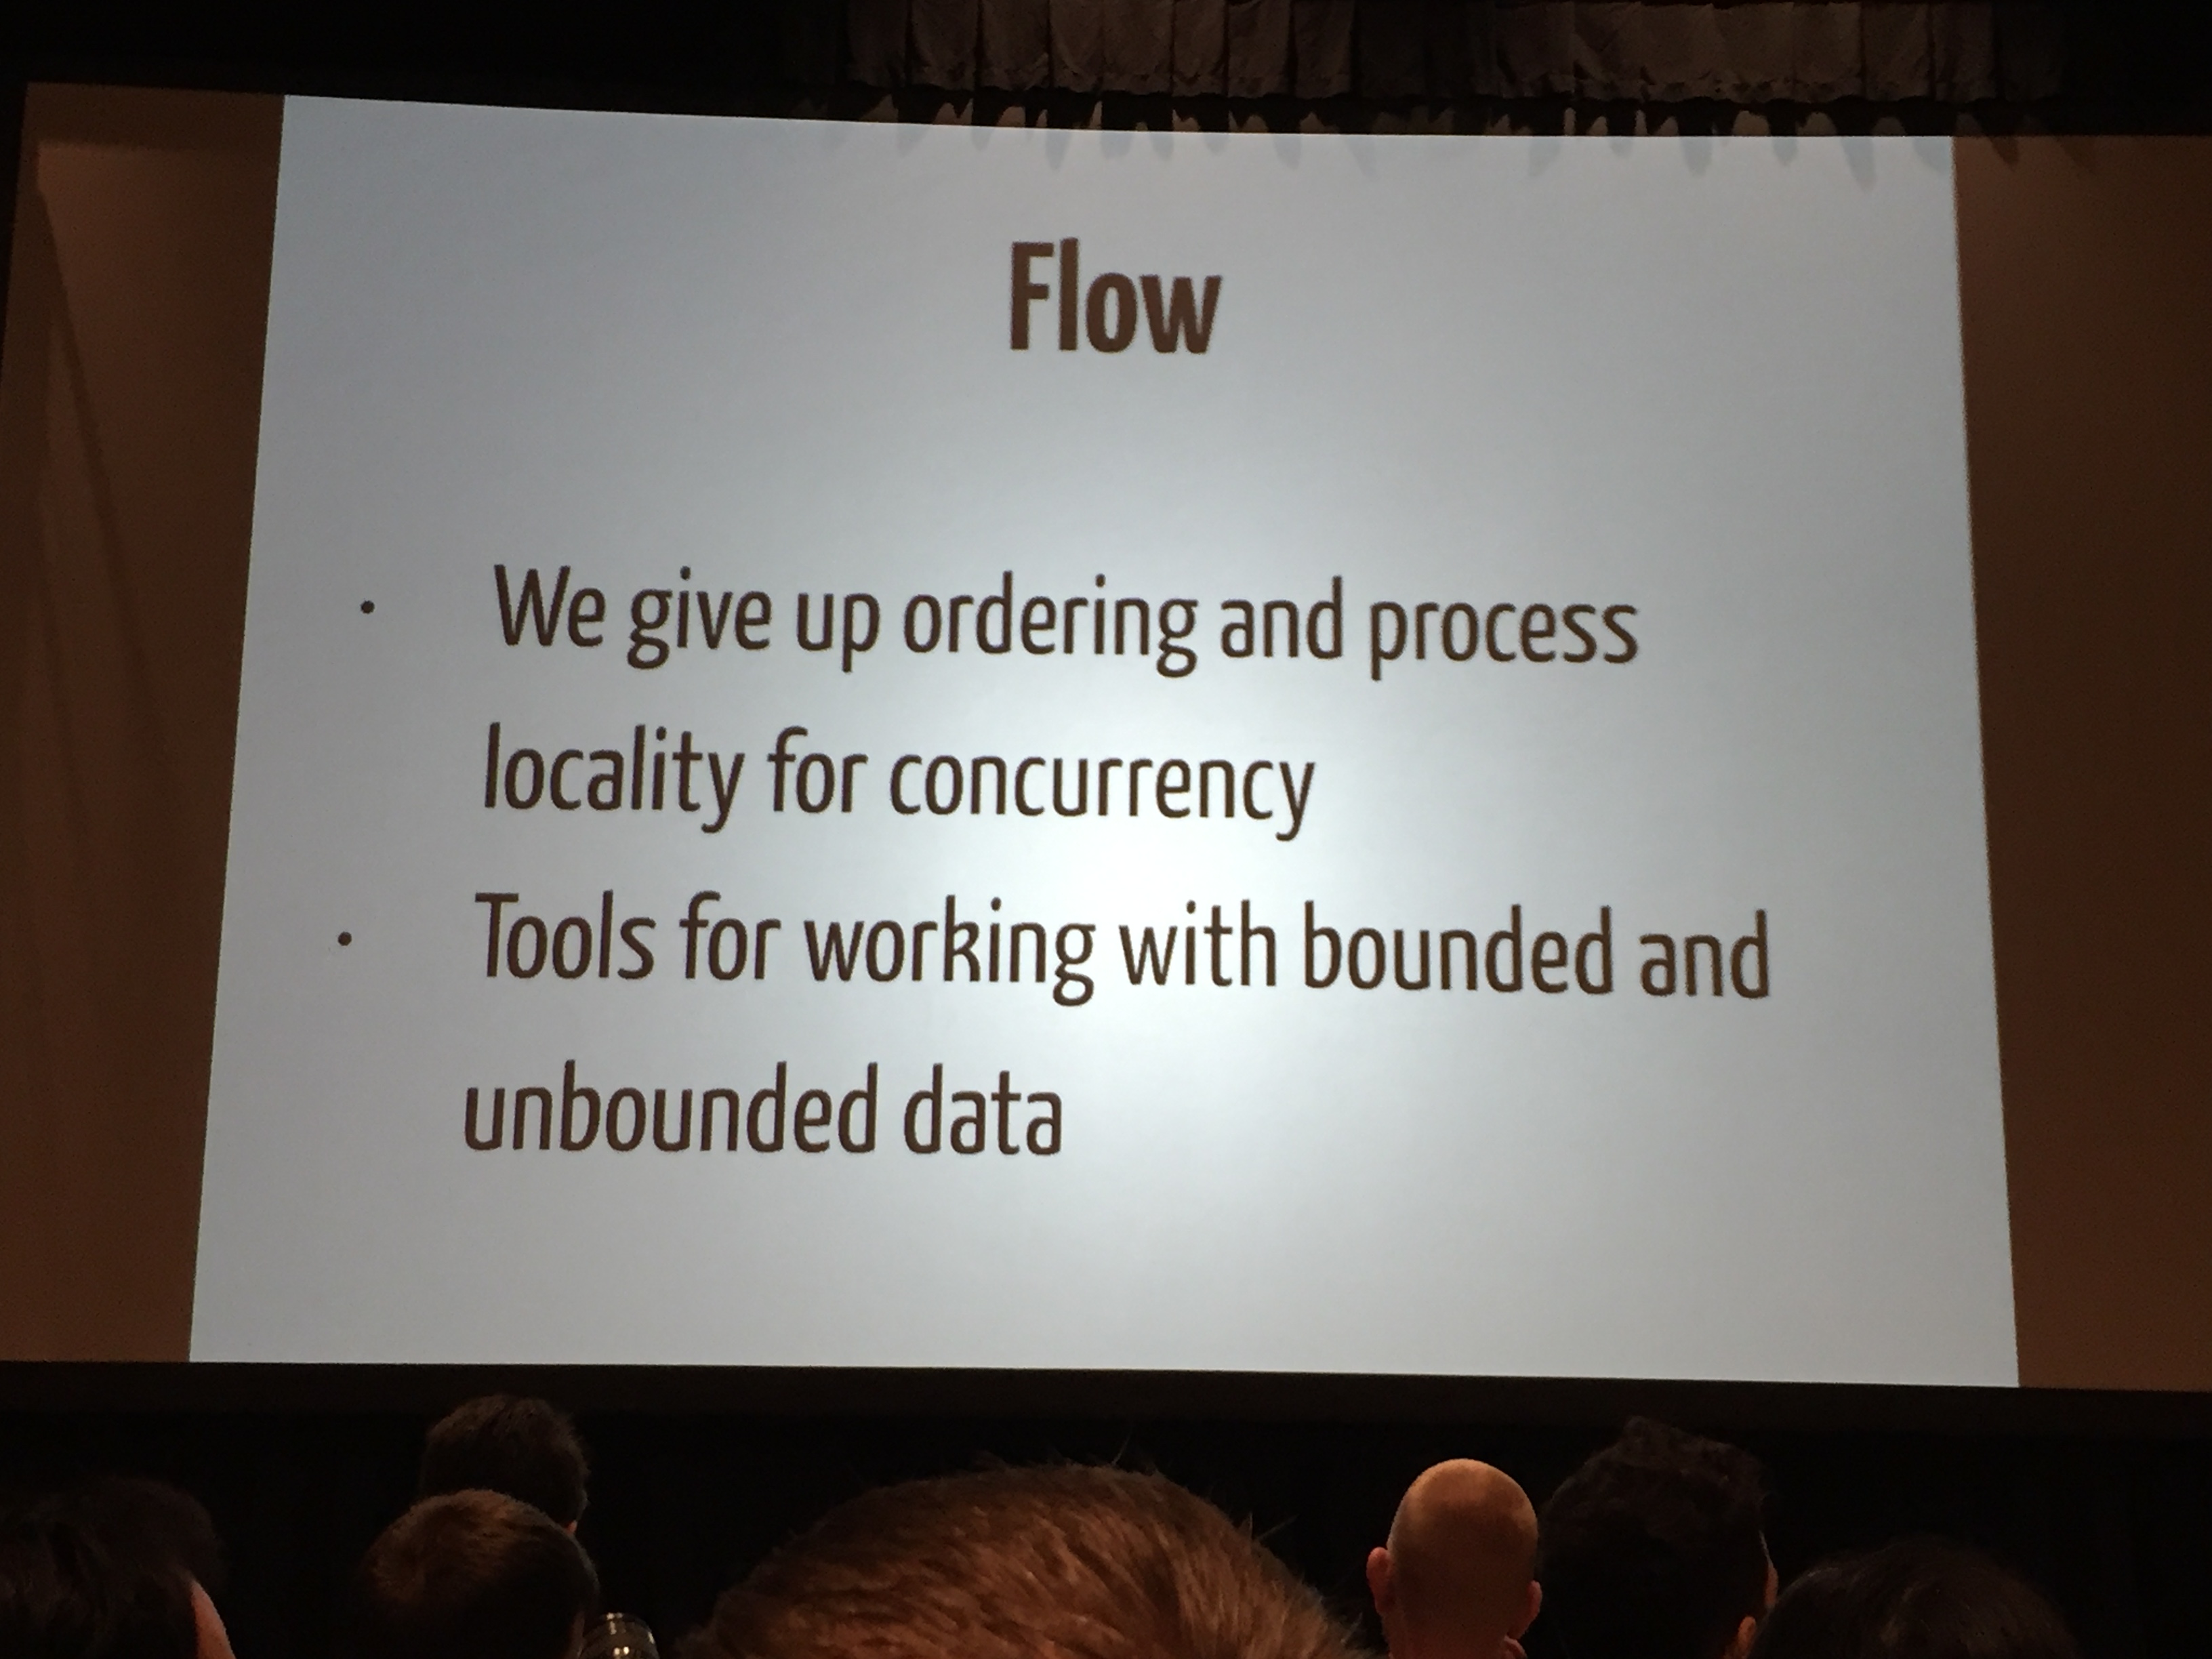 Flow
· We give up ordering and process
locality for concurrency
· Tools for working with bounded and
unbounded data